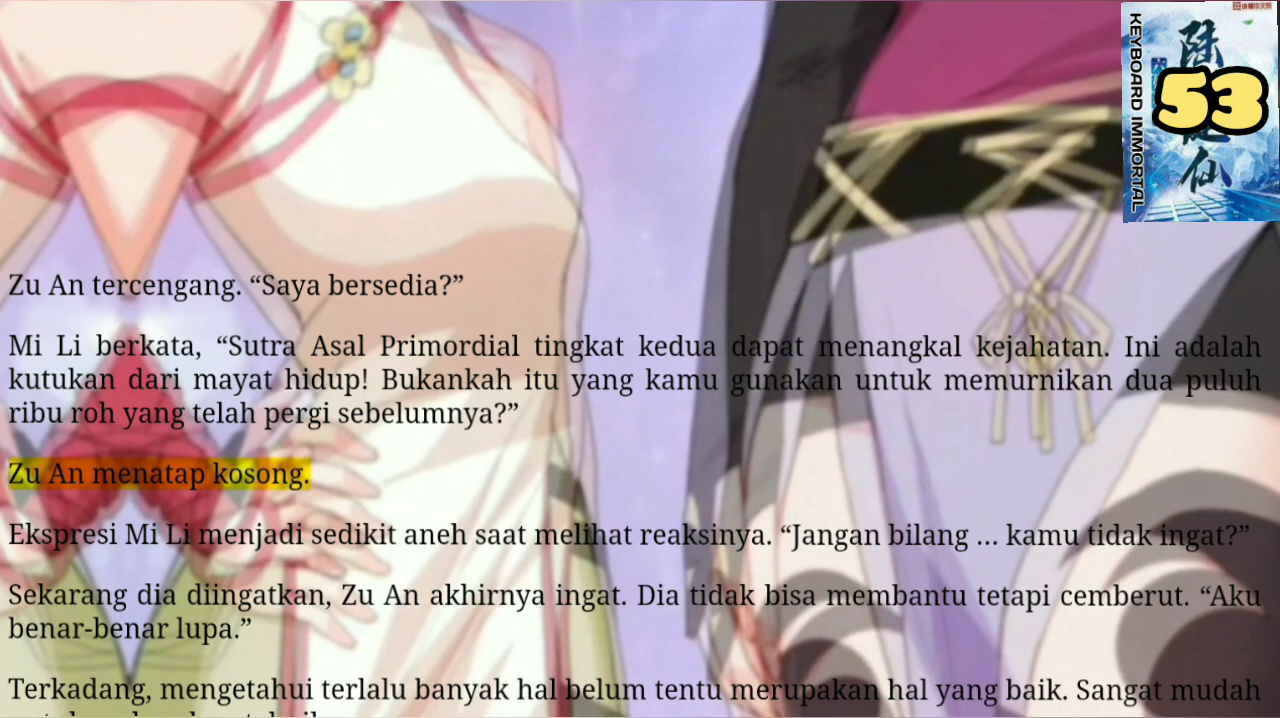 KEYBOARD IMMORTAL
53
Zu An tercengang. “Saya bersedia?”
Mi Li berkata, “Sutra Asal Primordial tingkat kedua dapat menangkal kejahatan. Ini adalah
kutukan dari mayat hidup! Bukankah itu yang kamu gunakan untuk memurnikan dua puluh
ribu roh yang telah pergi sebelumnya?”
Zu An menatap kosong.
Ekspresi Mi Li menjadi sedikit aneh saat melihat reaksinya. “Jangan bilang ... kamu tidak ingat?”
Sekarang dia diingatkan, Zu An akhirnya ingat. Dia tidak bisa membantu tetapi cemberut. “Aku
benar-benar lupa.”
Terkadang, mengetahui terlalu banyak hal belum tentu merupakan hal yang baik. Sangat mudah